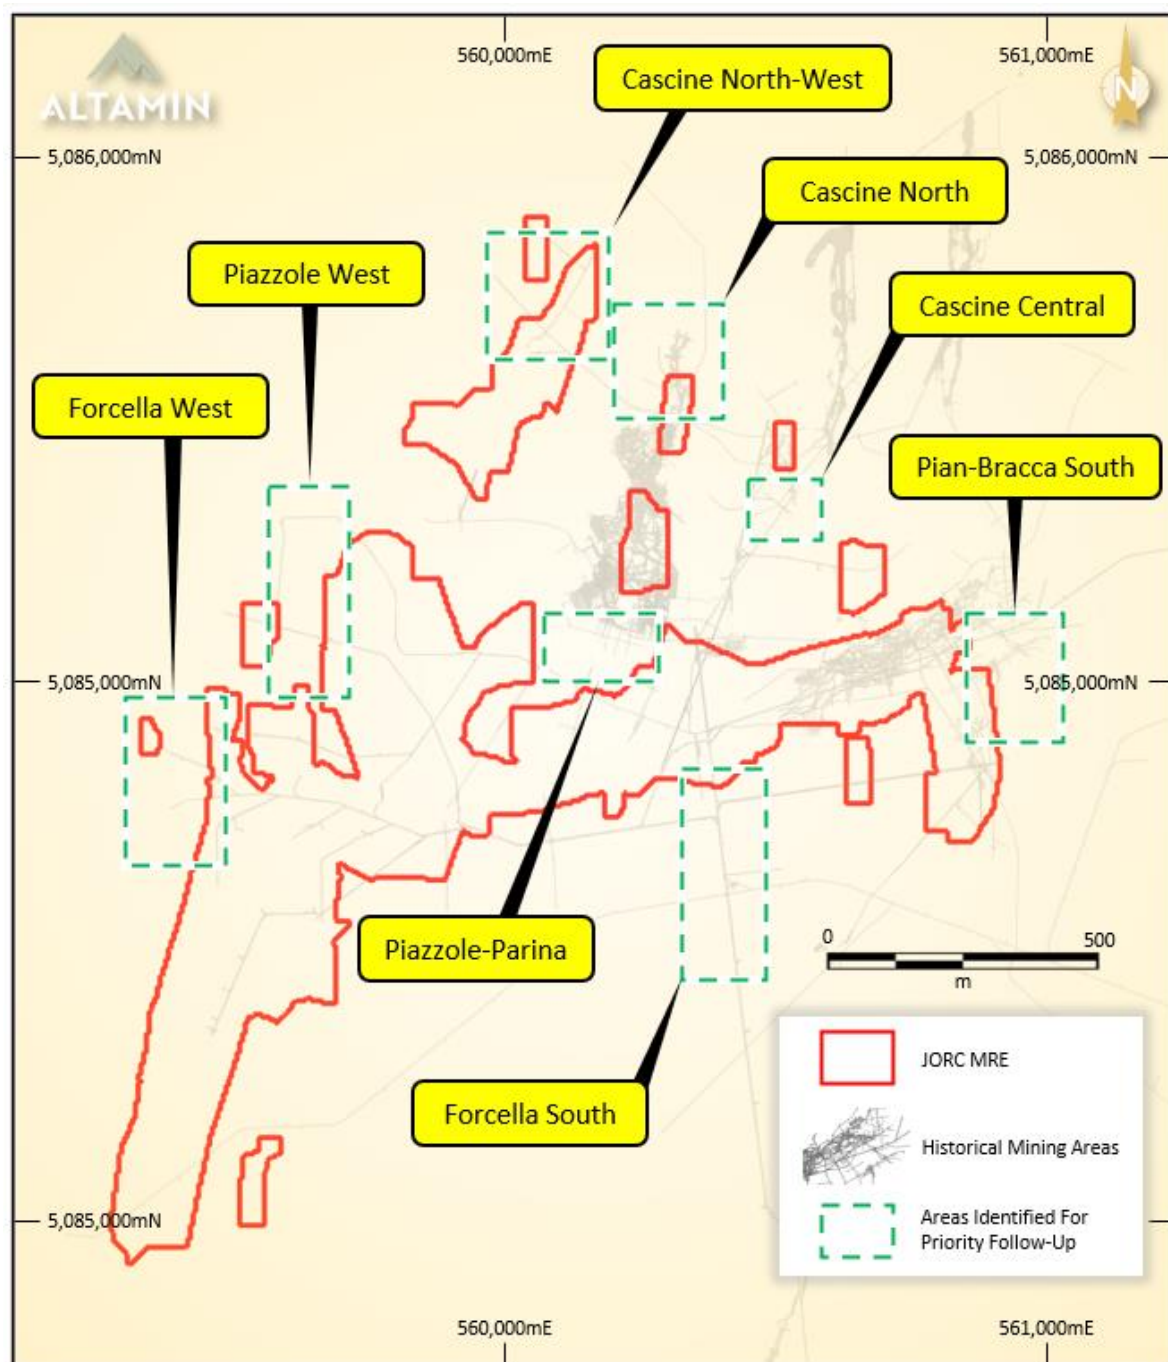 560,000mE
561,000mE
ALTAMIN
N
Cascine North-West
5,086,000mN
5,086,000mN
Cascine North
Piazzole West
Cascine Central
Forcella West
Pian-Bracca South
5,085,000mN
5,085,000mN
Piazzole-Parina
0
500
m
Forcella South
JORC MRE
Historical Mining Areas
Areas Identified For
Priority Follow-Up
5,085,000mN
560,000mE
561,000mE